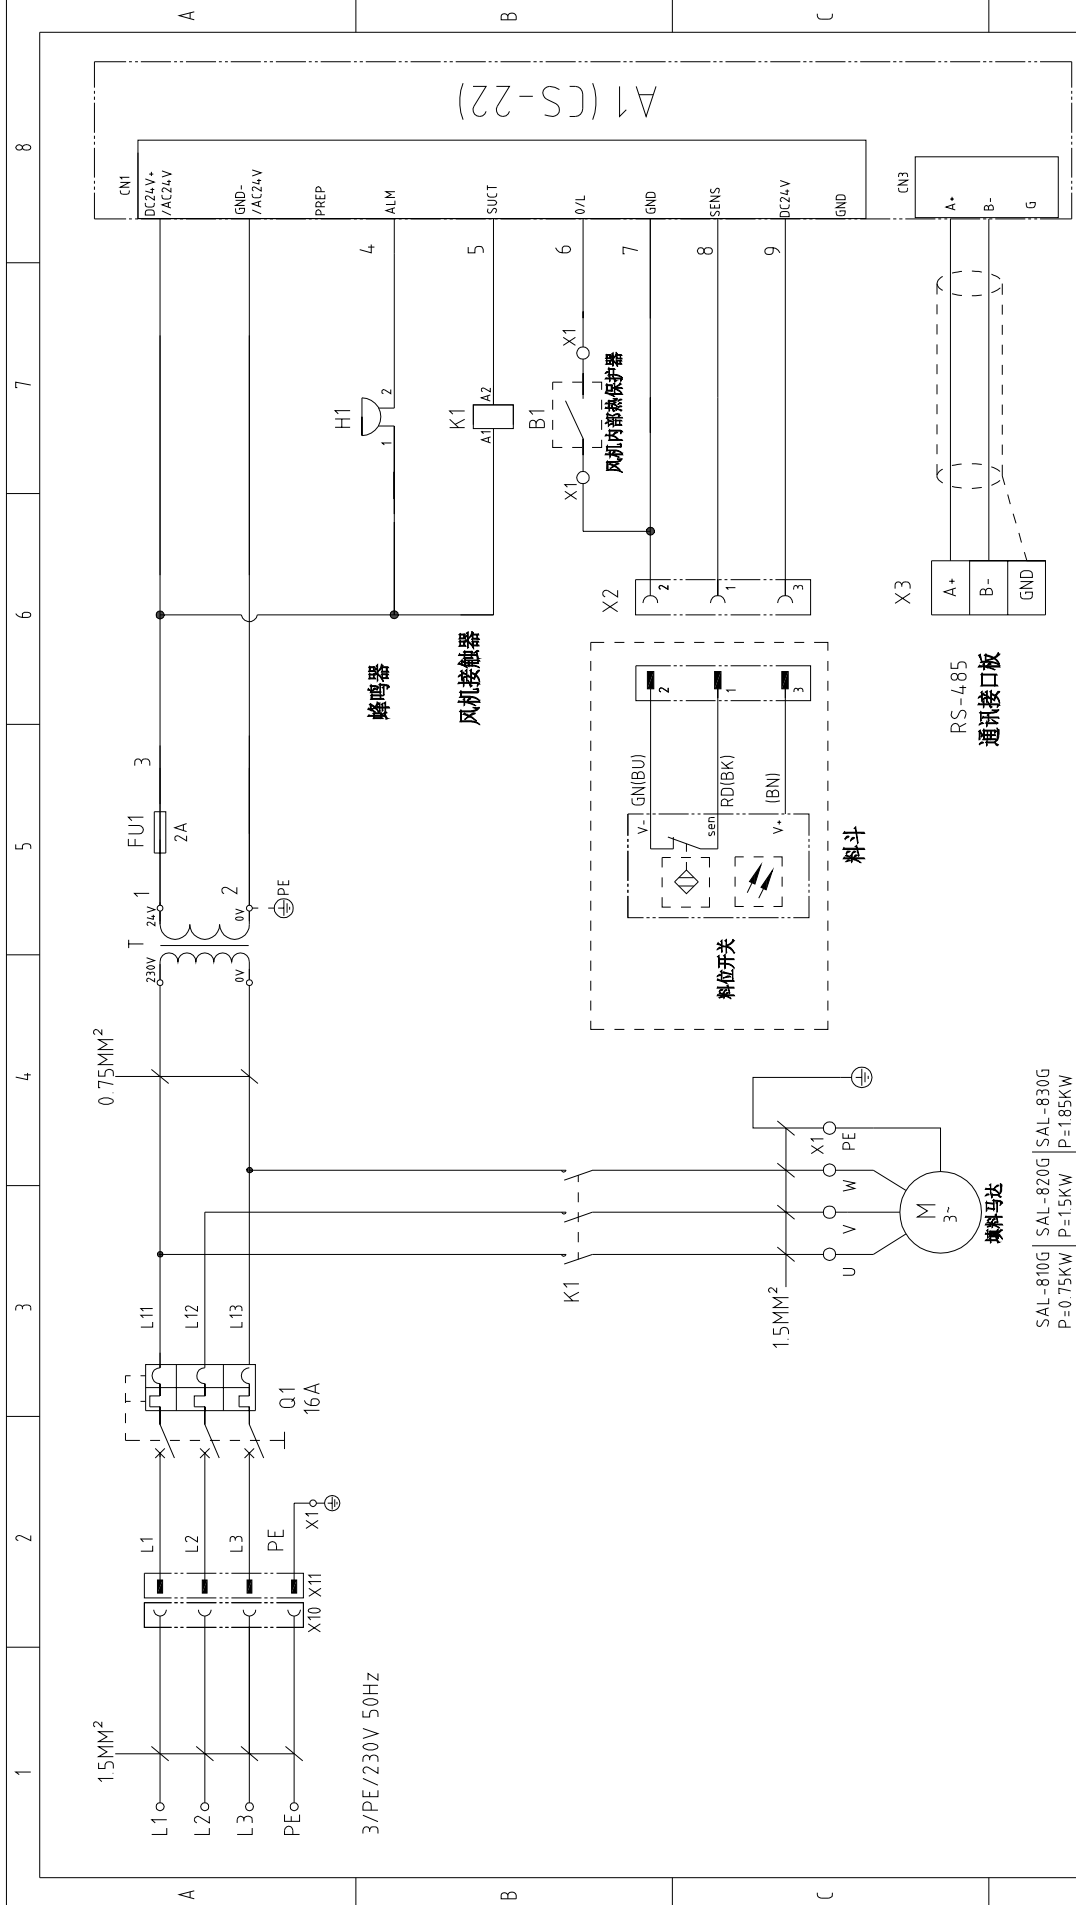 A
B
C
1
2
3
4
5
6
7
8
1.5MM²
L1
L2
L3
PE
3/PE/230V 50Hz
X10
X11
L1
L2
L3
PE
X1
Q1
16A
L11
L12
L13
0.75MM²
T
230V
0V
24V
0V
1
2
PE
FU1
2A
3
K1
1.5MM²
U
V
W
PE
X1
M
3~
填料马达
SAL-810G SAL-820G SAL-830G
P=0.75KW P=1.5KW P=1.85KW
蜂鸣器
H1
1
2
4
风机接触器
K1
A1
A2
5
B1
X1
X1
风机内部热保护器
6
7
8
9
X2
2
1
3
2
1
3
GN(BU)
RD(BK)
(BN)
V-
sen
V+
料位开关
料斗
RS-485
通讯接口板
X3
A+
B-
GND
A1(CS-22)
CN1
DC24V+
/AC24V
GND-
/AC24V
PREP
ALM
SUCT
O/L
GND
SENS
DC24V
GND
CN3
A+
B-
G
A
B
C